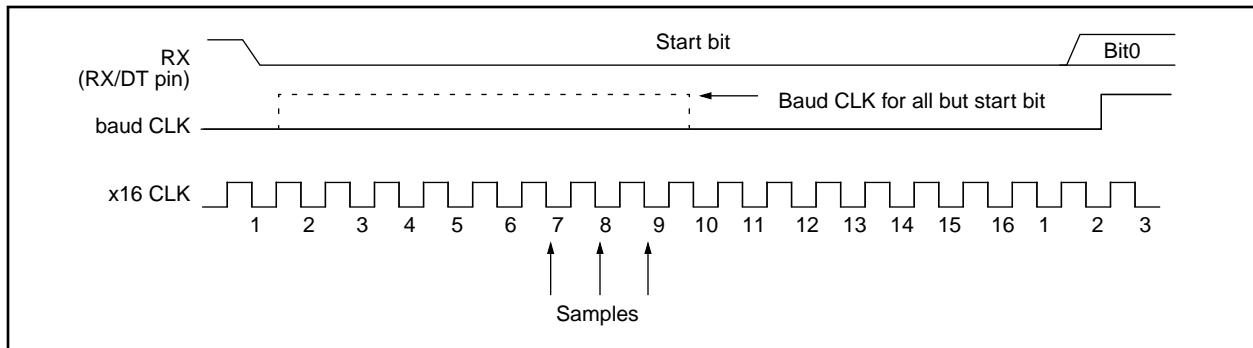 Start bit
RX
(RX/DT pin)
Bit0
Baud CLK for all but start bit
baud CLK
x16 CLK
1 2 3 4 5 6 7 8 9 10 11 12 13 14 15 16 1 2 3
Samples